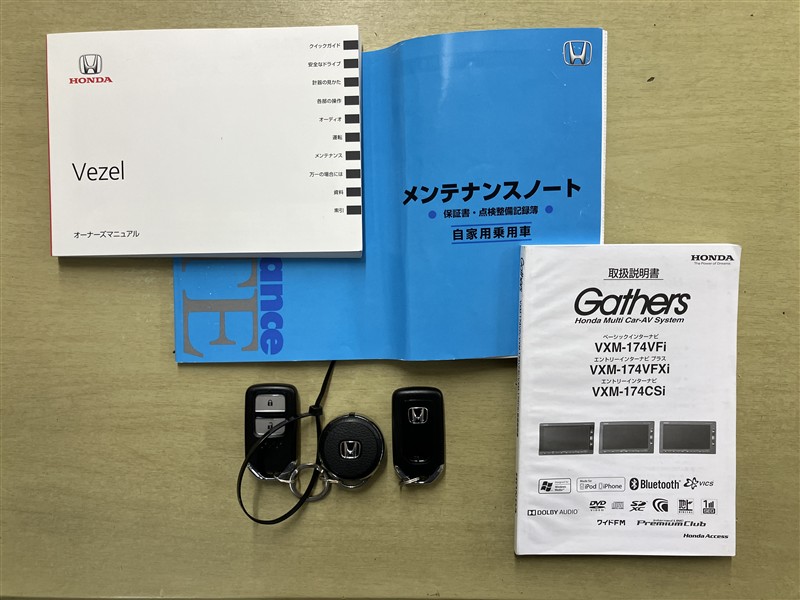 HONDA
Vezel
オーナーズマニュアル
クイックガイド
安全なドライブ
計器の見かた
各部の操作
オーディオ
運転
メンテナンス
万一の場合には
資料
索引
メンテナンスノート
保証書・点検整備記録簿
自家用乗用車
ance
E
HONDA
The Power of Dreams
取扱説明書
Gathers
Honda Multi Car-AV System
ベーシックインターナビ
VXM-174VFi
エントリーインターナビ プラス
VXM-174VFXi
エントリーインターナビ
VXM-174CSi
Made for
iPod iPhone
Bluetooth
VICS
DOLBY AUDIO
DVD
VIDEO
SD
XC
ワイドFM
PremiumClub
Honda Access